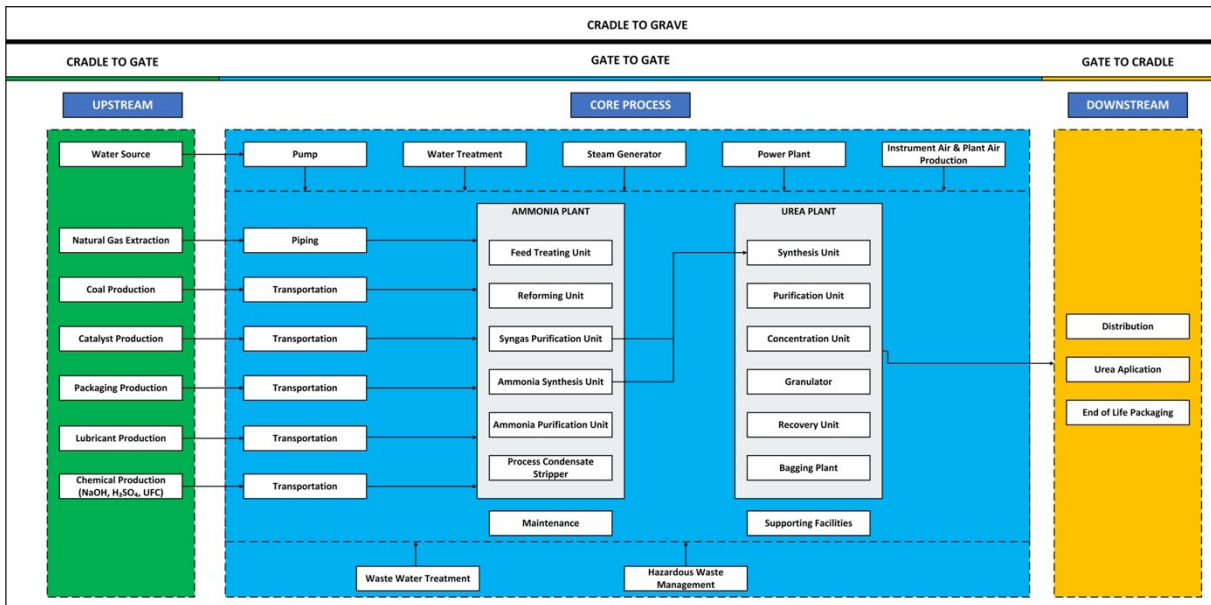 CRADLE TO GRAVE
CRADLE TO GATE
GATE TO GATE
GATE TO CRADLE
UPSTREAM
CORE PROCESS
DOWNSTREAM
Water Source
Pump
Water Treatment
Steam Generator
Power Plant
Instrument Air & Plant Air
Production
AMMONIA PLANT
UREA PLANT
Natural Gas Extraction
Piping
Feed Treating Unit
Synthesis Unit
Coal Production
Transportation
Reforming Unit
Purification Unit
Catalyst Production
Transportation
Syngas Purification Unit
Concentration Unit
Distribution
Packaging Production
Transportation
Ammonia Synthesis Unit
Granulator
Urea Aplication
Lubricant Production
Transportation
Ammonia Purification Unit
Recovery Unit
End of Life Packaging
Chemical Production
(NaOH, H₂SO₄, UFC)
Transportation
Process Condensate
Stripper
Bagging Plant
Maintenance
Supporting Facilities
Waste Water Treatment
Hazardous Waste
Management